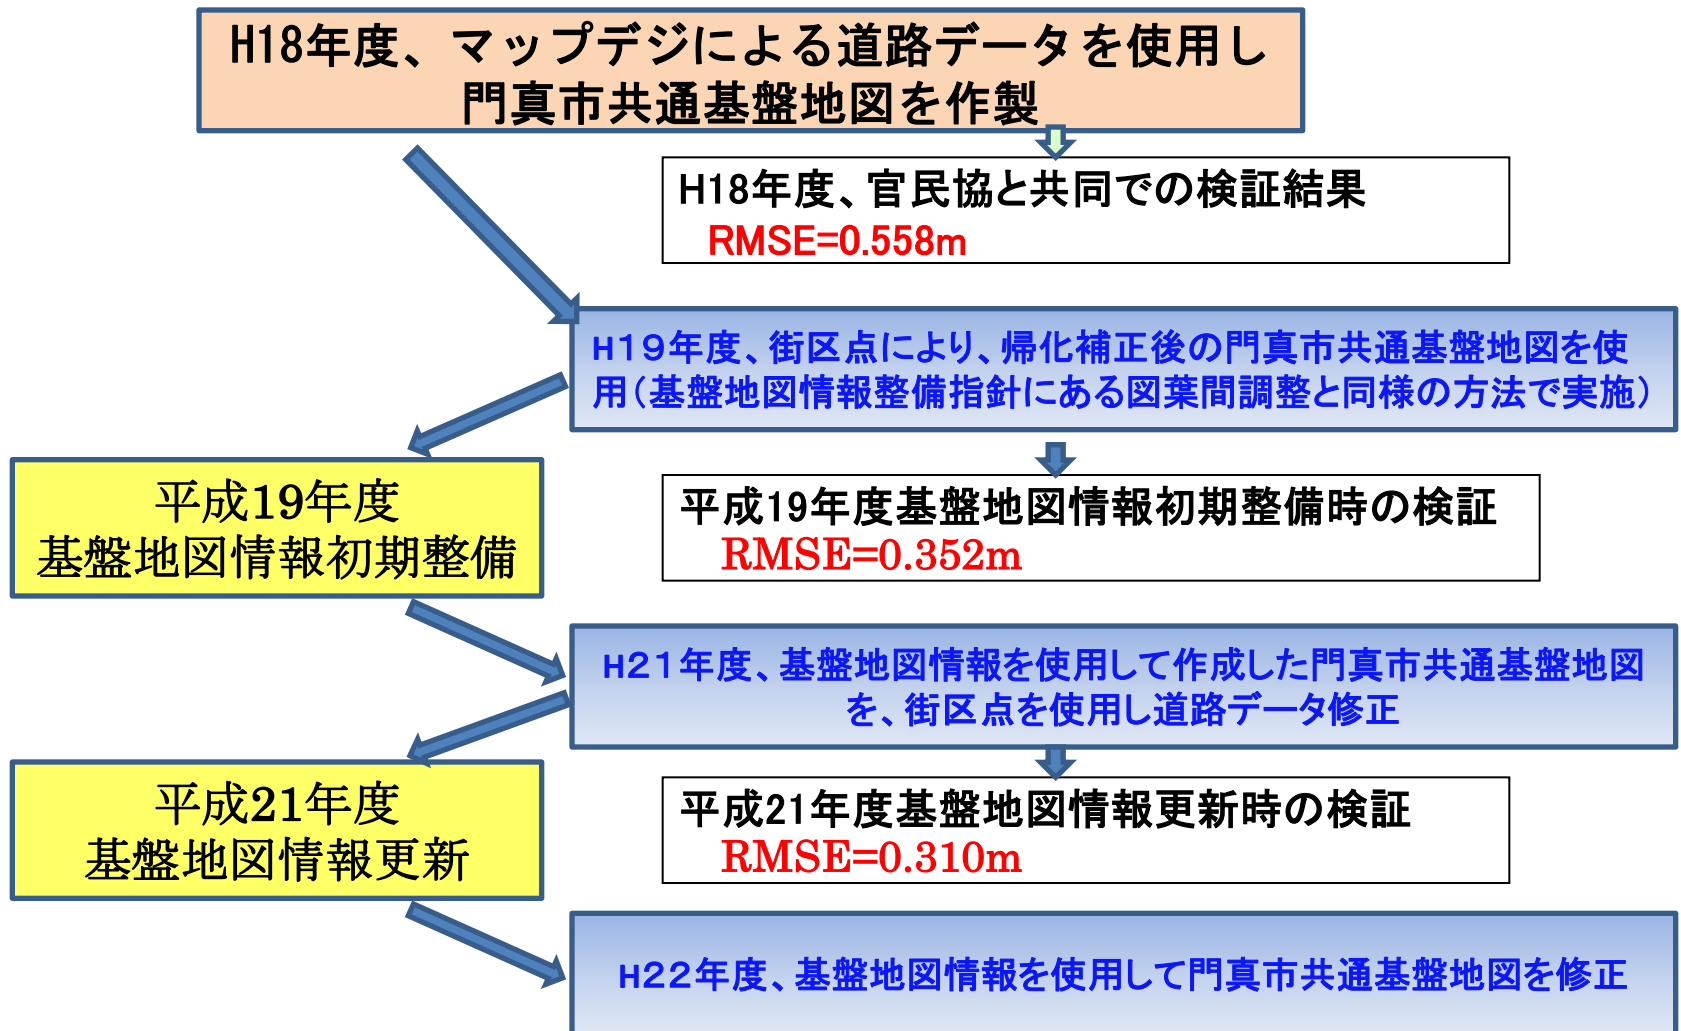 H18年度、マップデジによる道路データを使用し
門真市共通基盤地図を作製
H18年度、官民協と共同での検証結果
RMSE=0.558m
H19年度、街区点により、帰化補正後の門真市共通基盤地図を使
用(基盤地図情報整備指針にある図葉間調整と同様の方法で実施)
平成19年度
基盤地図情報初期整備
平成19年度基盤地図情報初期整備時の検証
RMSE=0.352m
H21年度、基盤地図情報を使用して作成した門真市共通基盤地図
を、街区点を使用し道路データ修正
平成21年度
基盤地図情報更新
平成21年度基盤地図情報更新時の検証
RMSE=0.310m
H22年度、基盤地図情報を使用して門真市共通基盤地図を修正